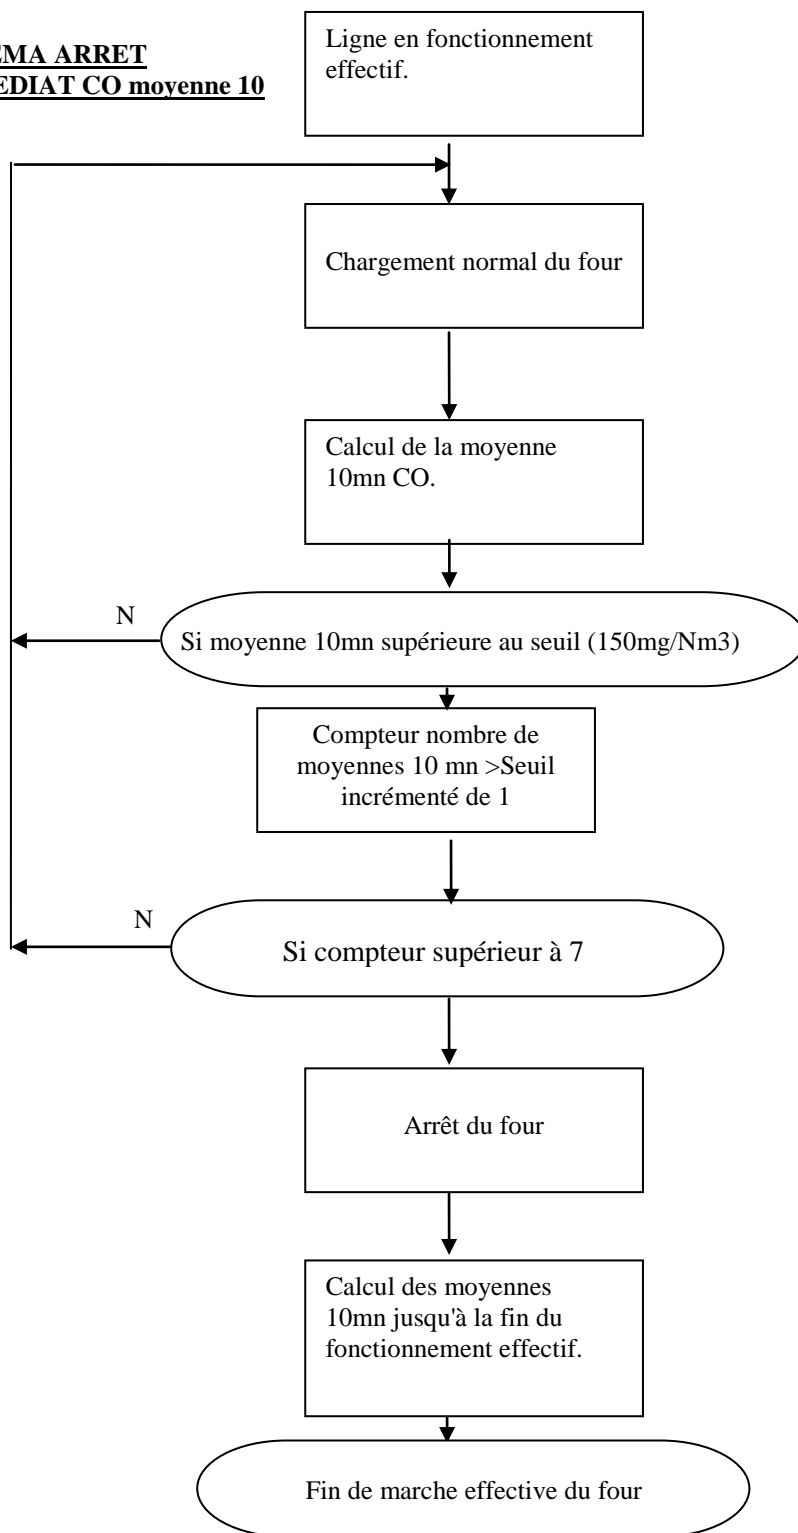 EMA ARRET
EDIAT CO moyenne 10
Ligne en fonctionnement
effectif.
Chargement normal du four
Calcul de la moyenne
10mn CO.
N
Si moyenne 10mn supérieure au seuil (150mg/Nm3)
Compteur nombre de
moyennes 10 mn >Seuil
incrémenté de 1
N
Si compteur supérieur à 7
Arrêt du four
Calcul des moyennes
10mn jusqu'à la fin du
fonctionnement effectif.
Fin de marche effective du four